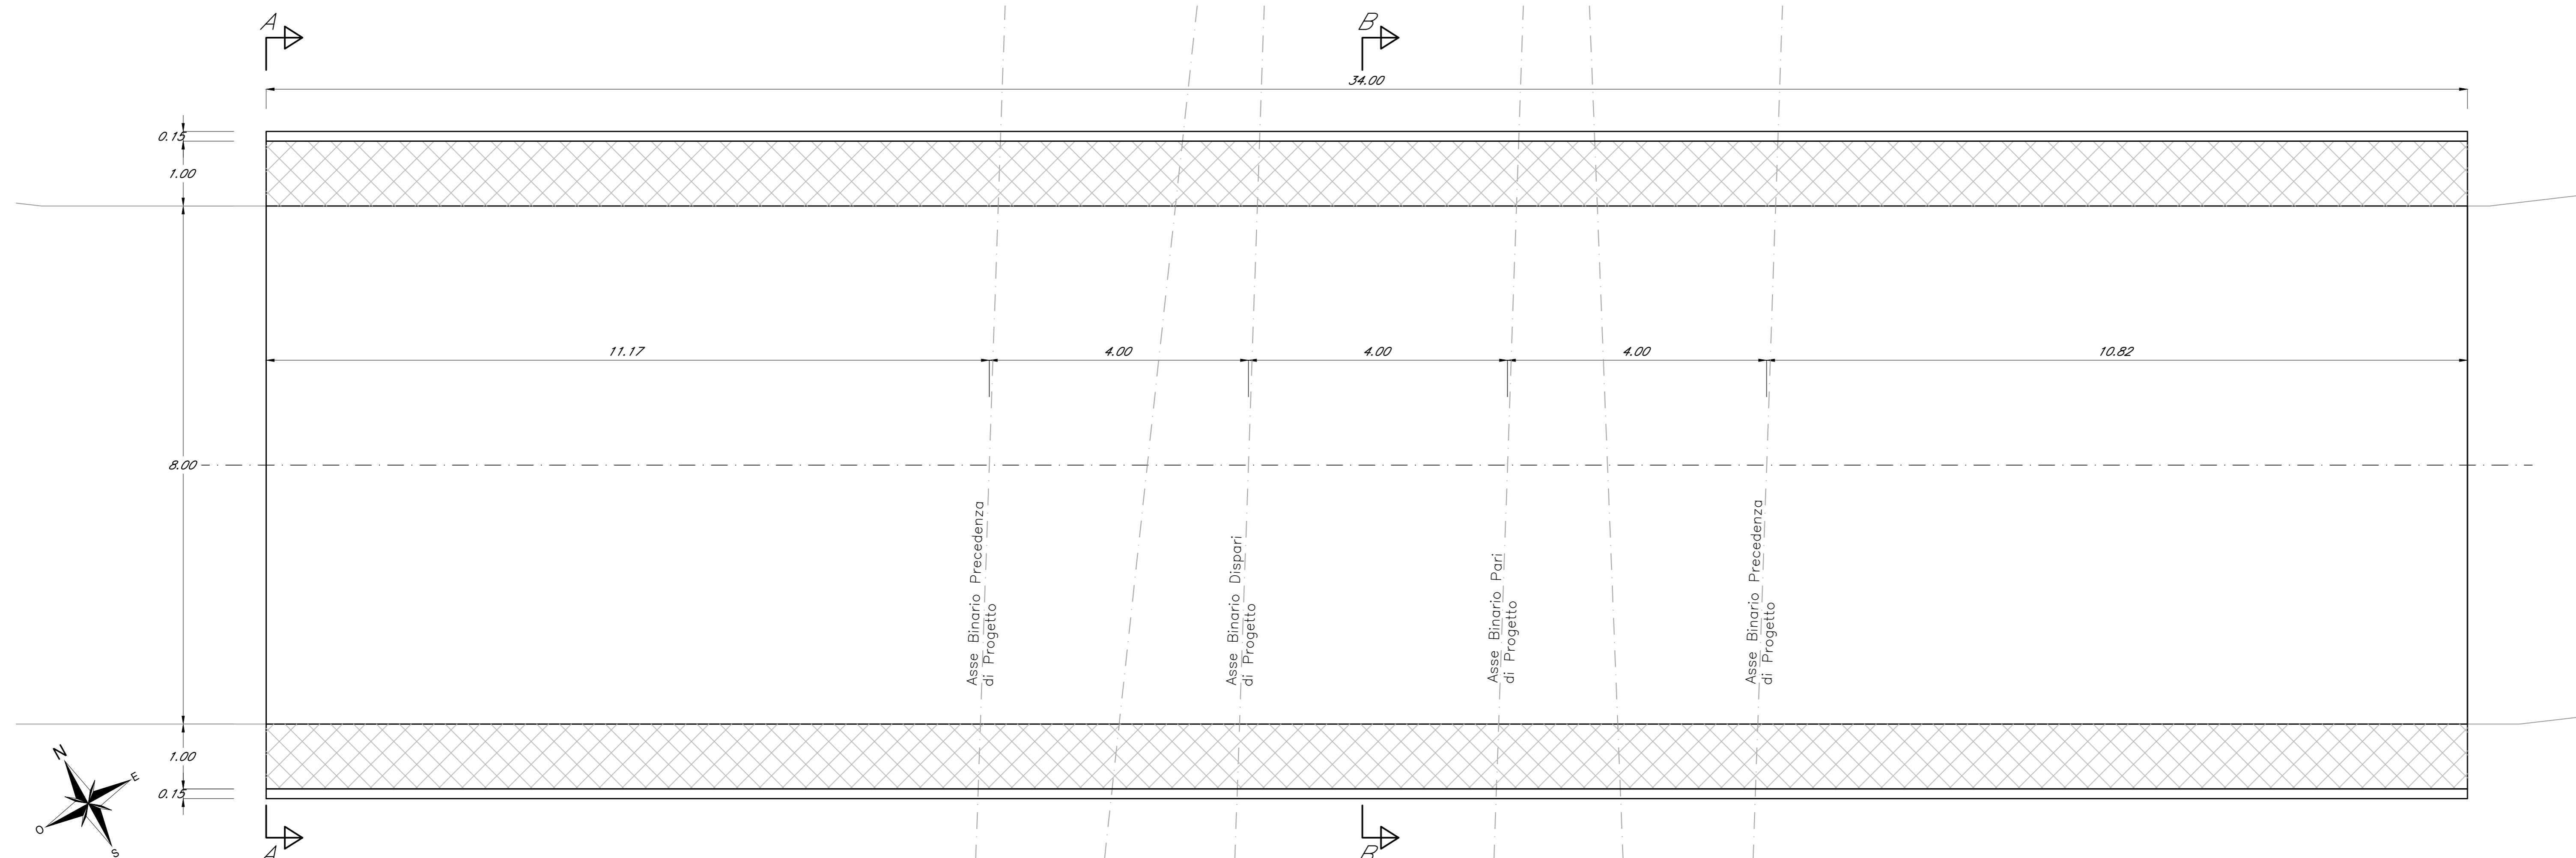 A
B
34.00
0.15
1.00
11.17
4.00
4.00
4.00
10.82
8.00
Asse Binario Precedenza
di Progetto
Asse Binario Dispari
di Progetto
Asse Binario Pari
di Progetto
Asse Binario Precedenza
di Progetto
1.00
0.15
N
E
O
S
A
B